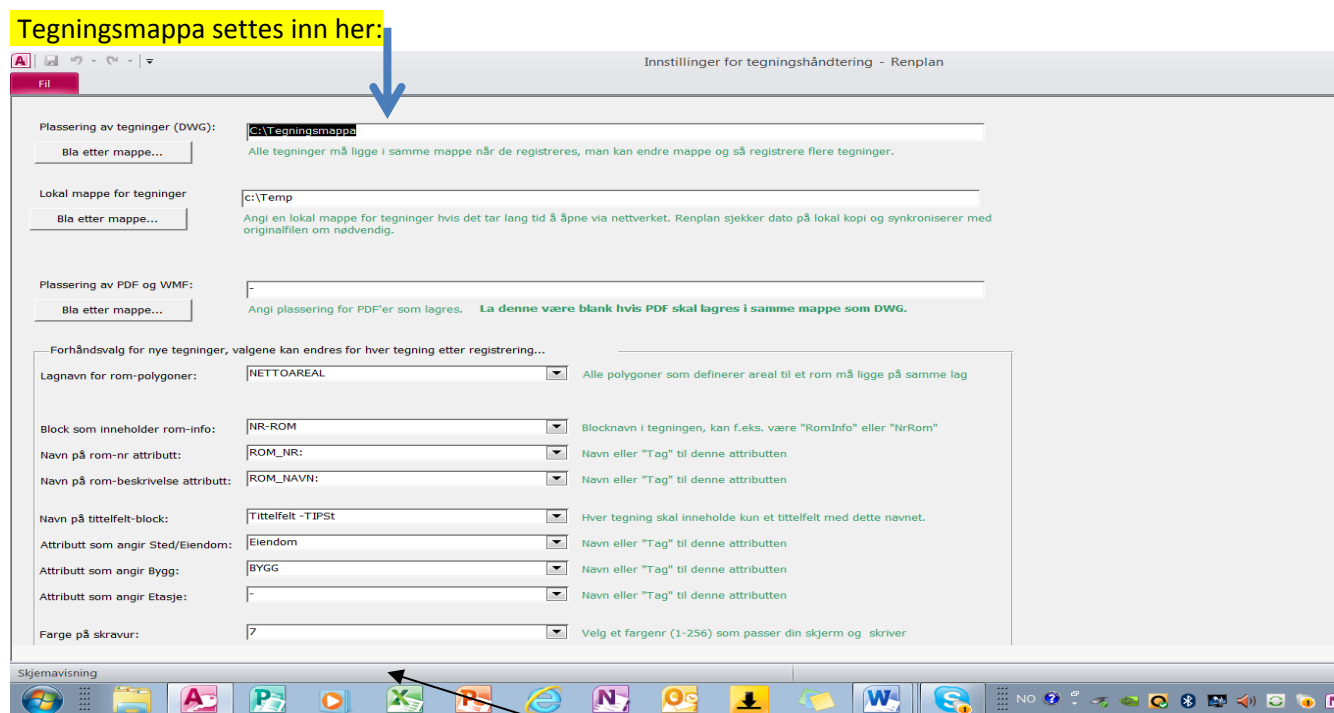 Tegningsmappa settes inn her:
Innstillinger for tegningshåndtering - Renplan
Fil
Plassering av tegninger (DWG):
C:\Tegningsmappa
Bla etter mappe...
Alle tegninger må ligge i samme mappe når de registreres, man kan endre mappe og så registrere flere tegninger.
Lokal mappe for tegninger
c:\Temp
Bla etter mappe...
Angi en lokal mappe for tegninger hvis det tar lang tid å åpne via nettverket. Renplan sjekker dato på lokal kopi og synkroniserer med
originalfilen om nødvendig.
Plassering av PDF og WMF:
-
Bla etter mappe...
Angi plassering for PDF'er som lagres. La denne være blank hvis PDF skal lagres i samme mappe som DWG.
Forhåndsvalg for nye tegninger, valgene kan endres for hver tegning etter registrering...
Lagnavn for rom-polygoner: NETTOAREAL Alle polygoner som definerer areal til et rom må ligge på samme lag
Block som inneholder rom-info: NR-ROM Blocknavn i tegningen, kan f.eks. være "RomInfo" eller "NrRom"
Navn på rom-nr attributt: ROM_NR: Navn eller "Tag" til denne attributten
Navn på rom-beskrivelse attributt: ROM_NAVN: Navn eller "Tag" til denne attributten
Navn på tittelfelt-block: Tittelfelt -TIPSt Hver tegning skal inneholde kun et tittelfelt med dette navnet.
Attributt som angir Sted/Eiendom: Eiendom Navn eller "Tag" til denne attributten
Attributt som angir Bygg: BYGG Navn eller "Tag" til denne attributten
Attributt som angir Etasje: - Navn eller "Tag" til denne attributten
Farge på skravur: 7 Velg et fargenr (1-256) som passer din skjerm og skriver
Skjemavisning
NO